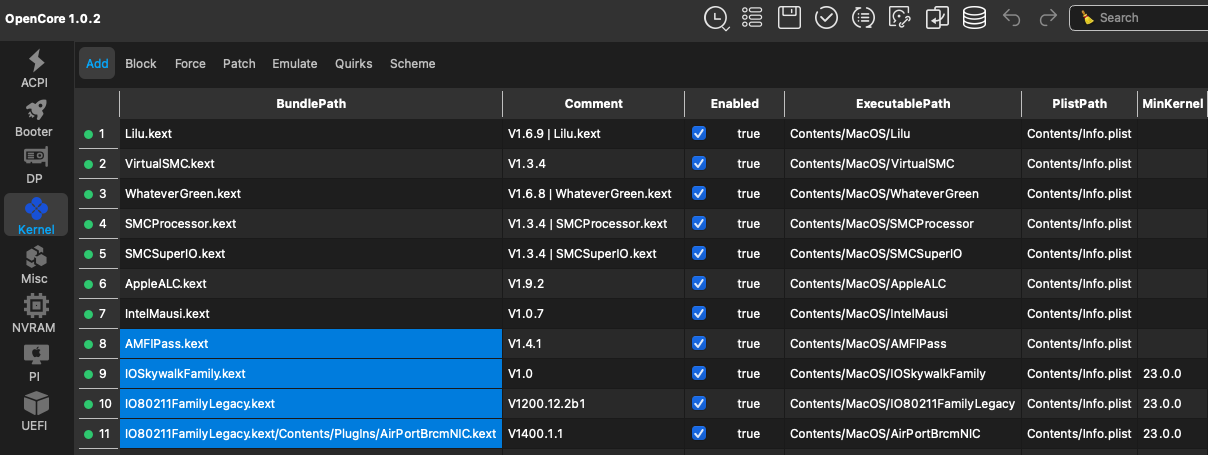 OpenCore 1.0.2
Search
ACPI
Booter
DP
Kernel
Misc
NVRAM
PI
UEFI
Add Block Force Patch Emulate Quirks Scheme
BundlePath Comment Enabled ExecutablePath PlistPath MinKernel
1 Lilu.kext V1.6.9 | Lilu.kext true Contents/MacOS/Lilu Contents/Info.plist
2 VirtualSMC.kext V1.3.4 true Contents/MacOS/VirtualSMC Contents/Info.plist
3 WhateverGreen.kext V1.6.8 | WhateverGreen.kext true Contents/MacOS/WhateverGreen Contents/Info.plist
4 SMCProcessor.kext V1.3.4 | SMCProcessor.kext true Contents/MacOS/SMCProcessor Contents/Info.plist
5 SMCSuperIO.kext V1.3.4 | SMCSuperIO.kext true Contents/MacOS/SMCSuperIO Contents/Info.plist
6 AppleALC.kext V1.9.2 true Contents/MacOS/AppleALC Contents/Info.plist
7 IntelMausi.kext V1.0.7 true Contents/MacOS/IntelMausi Contents/Info.plist
8 AMFIPass.kext V1.4.1 true Contents/MacOS/AMFIPass Contents/Info.plist
9 IOSkywalkFamily.kext V1.0 true Contents/MacOS/IOSkywalkFamily Contents/Info.plist 23.0.0
10 IO80211FamilyLegacy.kext V1200.12.2b1 true Contents/MacOS/IO80211FamilyLegacy Contents/Info.plist 23.0.0
11 IO80211FamilyLegacy.kext/Contents/PlugIns/AirPortBrcmNIC.kext V1400.1.1 true Contents/MacOS/AirPortBrcmNIC Contents/Info.plist 23.0.0